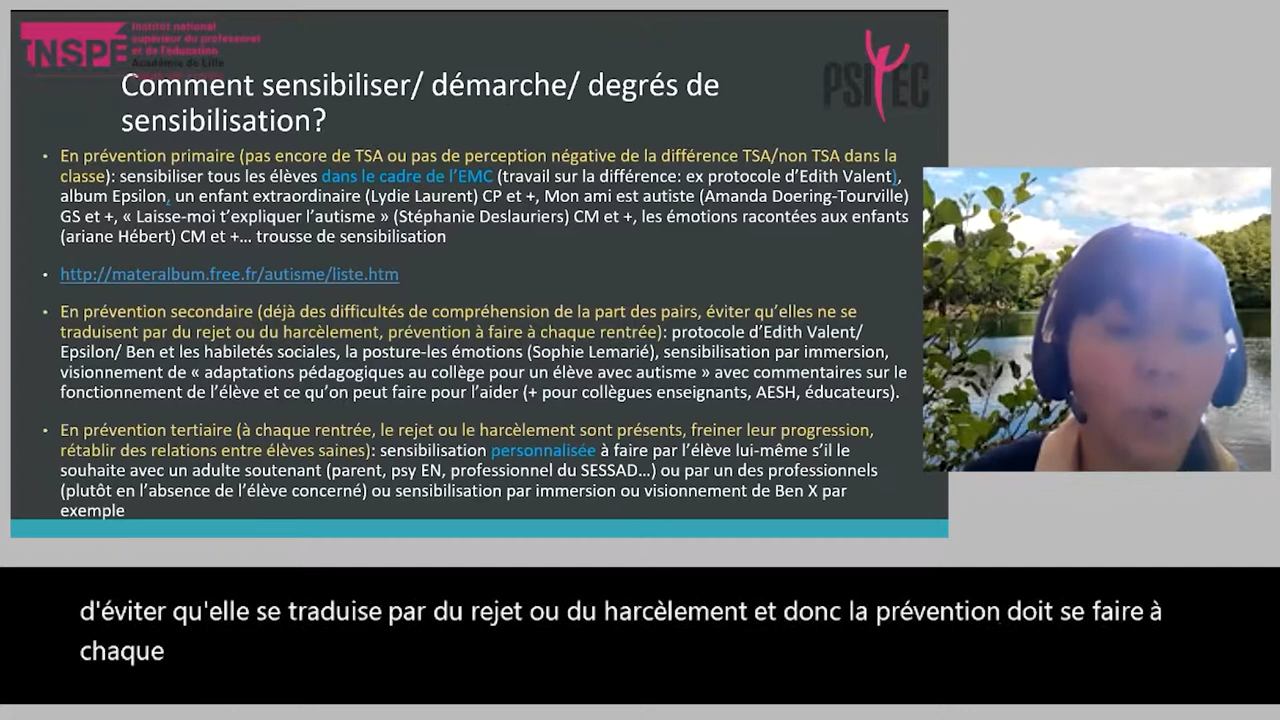 INSPE
Institut national
supérieur du professorat
et de l'éducation
Académie de Lille
PSITEC
Comment sensibiliser/ démarche/ degrés de
sensibilisation?
• En prévention primaire (pas encore de TSA ou pas de perception négative de la différence TSA/non TSA dans la
classe): sensibiliser tous les élèves dans le cadre de l'EMC (travail sur la différence: ex protocole d'Edith Valent),
album Epsilon, un enfant extraordinaire (Lydie Laurent) CP et +, Mon ami est autiste (Amanda Doering-Tourville)
GS et +, « Laisse-moi t'expliquer l'autisme » (Stéphanie Deslauriers) CM et +, les émotions racontées aux enfants
(ariane Hébert) CM et +… trousse de sensibilisation
• http://materalbum.free.fr/autisme/liste.htm
• En prévention secondaire (déjà des difficultés de compréhension de la part des pairs, éviter qu'elles ne se
traduisent par du rejet ou du harcèlement, prévention à faire à chaque rentrée): protocole d'Edith Valent/
Epsilon/ Ben et les habiletés sociales, la posture-les émotions (Sophie Lemarié), sensibilisation par immersion,
visionnement de « adaptations pédagogiques au collège pour un élève avec autisme » avec commentaires sur le
fonctionnement de l'élève et ce qu'on peut faire pour l'aider (+ pour collègues enseignants, AESH, éducateurs).
• En prévention tertiaire (à chaque rentrée, le rejet ou le harcèlement sont présents, freiner leur progression,
rétablir des relations entre élèves saines): sensibilisation personnalisée à faire par l'élève lui-même s'il le
souhaite avec un adulte soutenant (parent, psy EN, professionnel du SESSAD…) ou par un des professionnels
(plutôt en l'absence de l'élève concerné) ou sensibilisation par immersion ou visionnement de Ben X par
exemple
d'éviter qu'elle se traduise par du rejet ou du harcèlement et donc la prévention doit se faire à
chaque